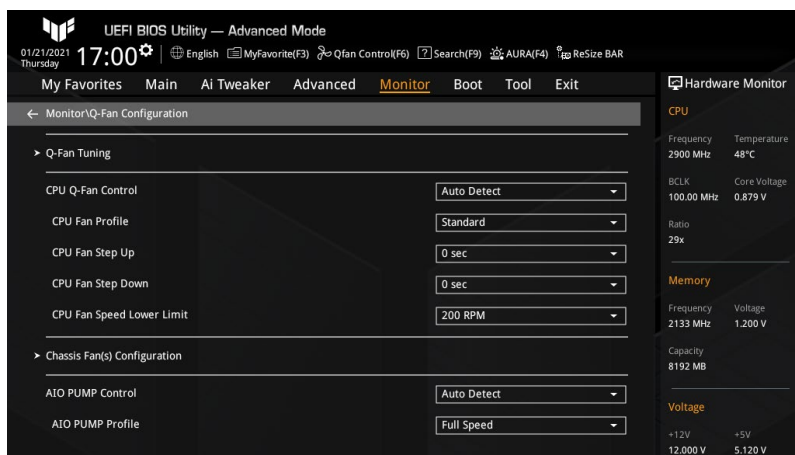 UEFI BIOS Utility — Advanced Mode
01/21/2021
Thursday
17:00
English
MyFavorite(F3)
Qfan Control(F6)
? Search(F9)
AURA(F4)
ReSize BAR
My Favorites Main Ai Tweaker Advanced Monitor Boot Tool Exit
← Monitor\Q-Fan Configuration
> Q-Fan Tuning
CPU Q-Fan Control Auto Detect
CPU Fan Profile Standard
CPU Fan Step Up 0 sec
CPU Fan Step Down 0 sec
CPU Fan Speed Lower Limit 200 RPM
> Chassis Fan(s) Configuration
AIO PUMP Control Auto Detect
AIO PUMP Profile Full Speed
Hardware Monitor
CPU
Frequency Temperature
2900 MHz 48°C
BCLK Core Voltage
100.00 MHz 0.879 V
Ratio
29x
Memory
Frequency Voltage
2133 MHz 1.200 V
Capacity
8192 MB
Voltage
+12V +5V
12.000 V 5.120 V